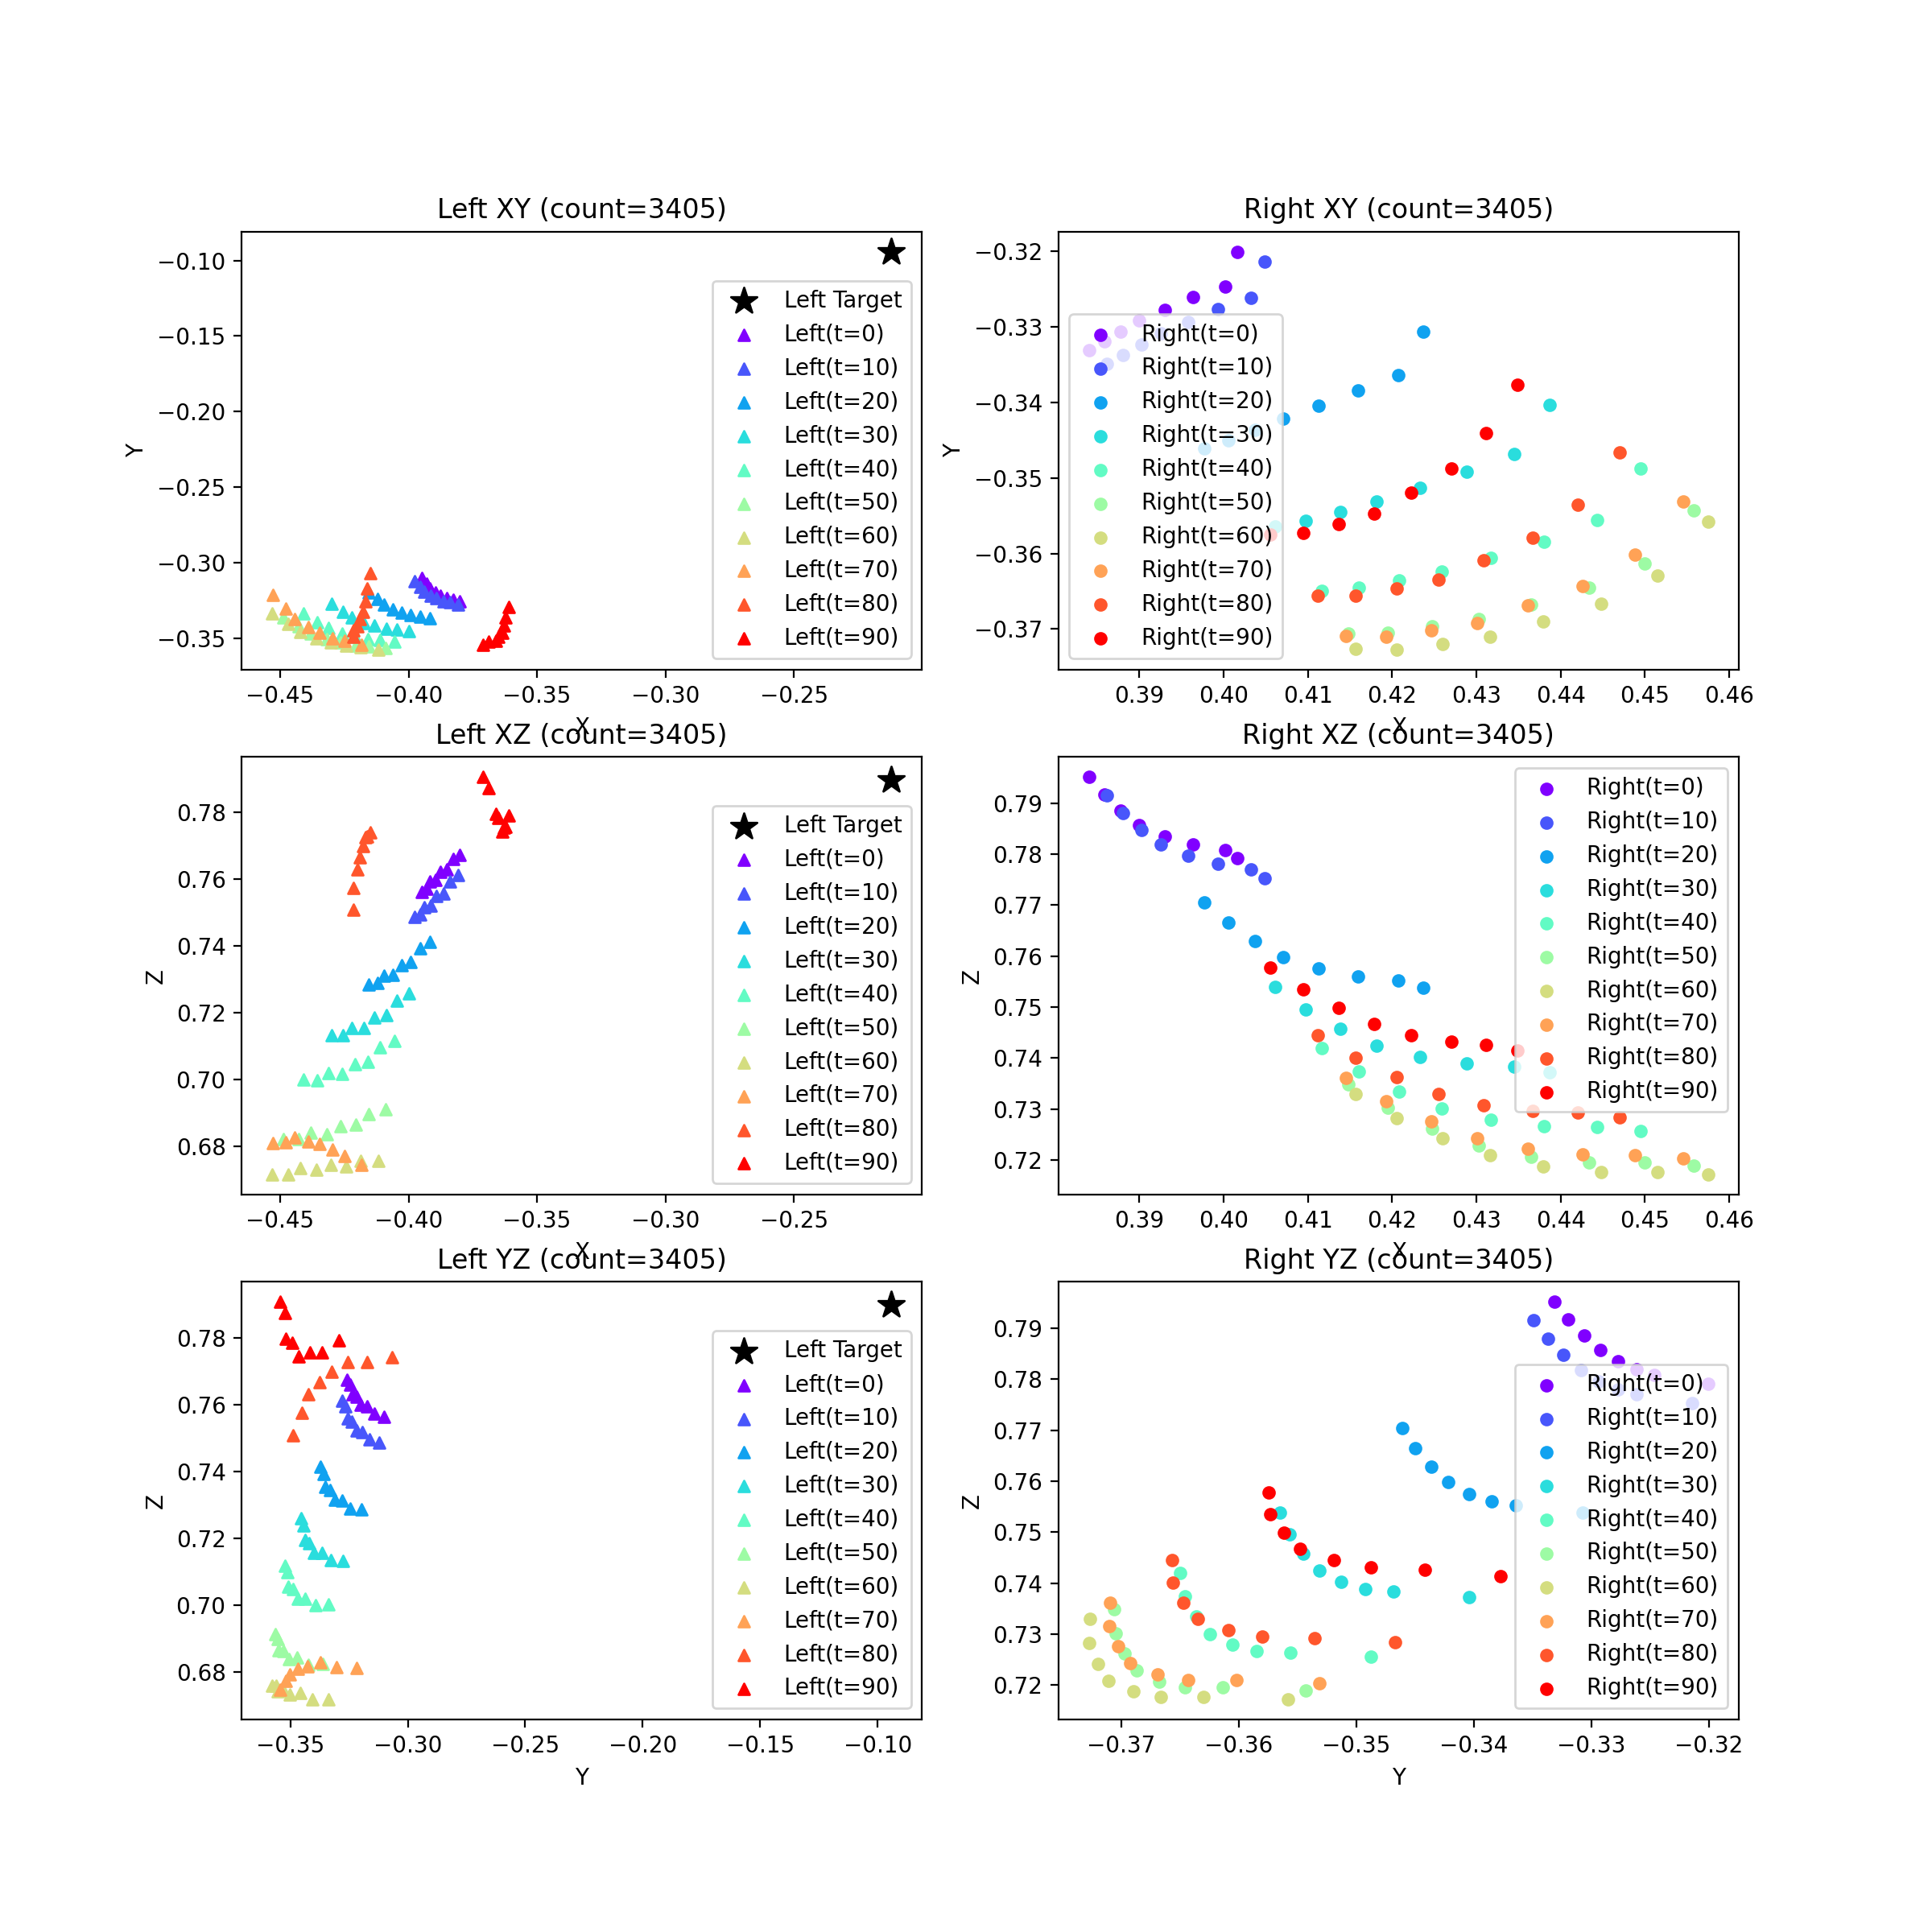 Left XY (count=3405)
−0.10
−0.15
−0.20
−0.25
−0.30
−0.35
Y
−0.45
−0.40
−0.35
−0.30
−0.25
X
Left Target
Left(t=0)
Left(t=10)
Left(t=20)
Left(t=30)
Left(t=40)
Left(t=50)
Left(t=60)
Left(t=70)
Left(t=80)
Left(t=90)
Right XY (count=3405)
−0.32
−0.33
−0.34
−0.35
−0.36
−0.37
Y
0.39
0.40
0.41
0.42
0.43
0.44
0.45
0.46
X
Right(t=0)
Right(t=10)
Right(t=20)
Right(t=30)
Right(t=40)
Right(t=50)
Right(t=60)
Right(t=70)
Right(t=80)
Right(t=90)
Left XZ (count=3405)
0.78
0.76
0.74
0.72
0.70
0.68
Z
−0.45
−0.40
−0.35
−0.30
−0.25
X
Left Target
Left(t=0)
Left(t=10)
Left(t=20)
Left(t=30)
Left(t=40)
Left(t=50)
Left(t=60)
Left(t=70)
Left(t=80)
Left(t=90)
Right XZ (count=3405)
0.79
0.78
0.77
0.76
0.75
0.74
0.73
0.72
Z
0.39
0.40
0.41
0.42
0.43
0.44
0.45
0.46
X
Right(t=0)
Right(t=10)
Right(t=20)
Right(t=30)
Right(t=40)
Right(t=50)
Right(t=60)
Right(t=70)
Right(t=80)
Right(t=90)
Left YZ (count=3405)
0.78
0.76
0.74
0.72
0.70
0.68
Z
−0.35
−0.30
−0.25
−0.20
−0.15
−0.10
Y
Left Target
Left(t=0)
Left(t=10)
Left(t=20)
Left(t=30)
Left(t=40)
Left(t=50)
Left(t=60)
Left(t=70)
Left(t=80)
Left(t=90)
Right YZ (count=3405)
0.79
0.78
0.77
0.76
0.75
0.74
0.73
0.72
Z
−0.37
−0.36
−0.35
−0.34
−0.33
−0.32
Y
Right(t=0)
Right(t=10)
Right(t=20)
Right(t=30)
Right(t=40)
Right(t=50)
Right(t=60)
Right(t=70)
Right(t=80)
Right(t=90)